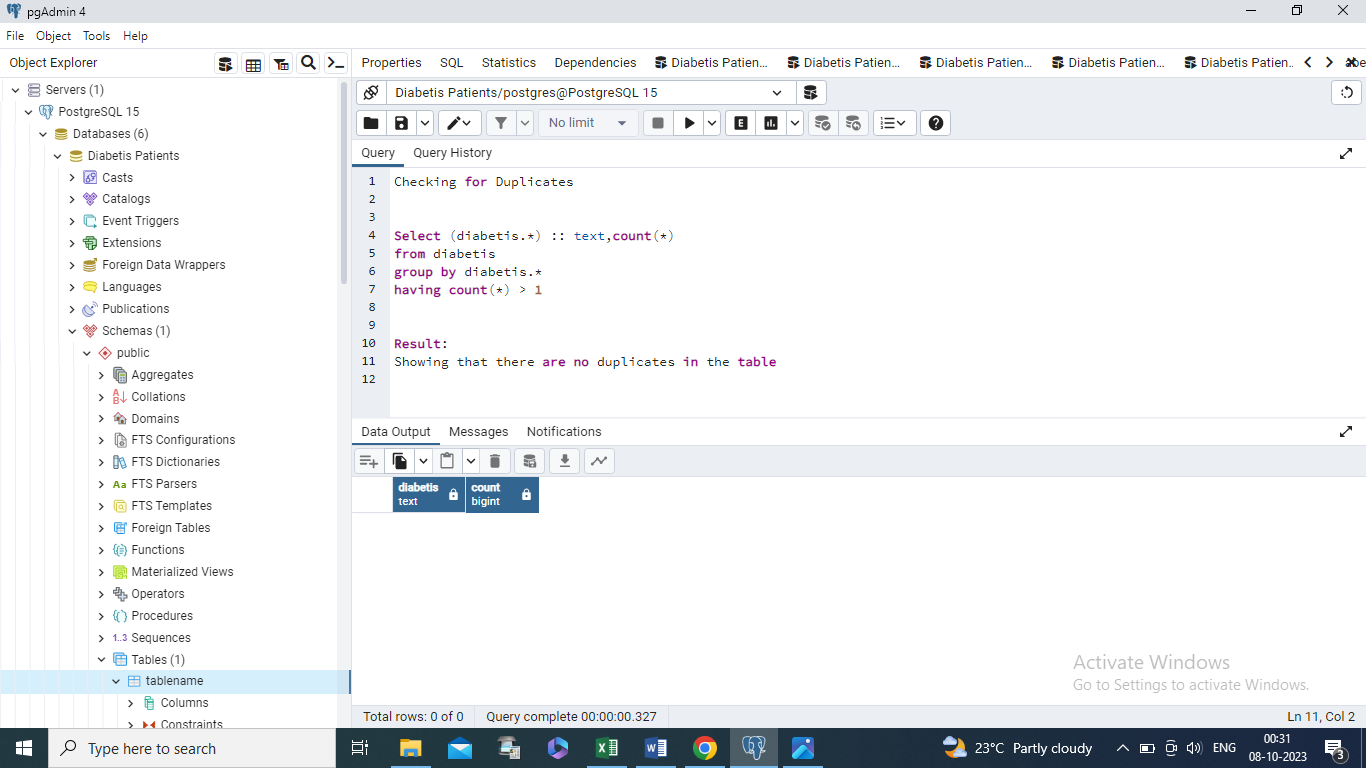 pgAdmin 4
File Object Tools Help
Object Explorer
Properties SQL Statistics Dependencies Diabetis Patien... Diabetis Patien... Diabetis Patien... Diabetis Patien... Diabetis Patien..
Servers (1)
PostgreSQL 15
Databases (6)
Diabetis Patients
Casts
Catalogs
Event Triggers
Extensions
Foreign Data Wrappers
Languages
Publications
Schemas (1)
public
Aggregates
Collations
Domains
FTS Configurations
FTS Dictionaries
Aa FTS Parsers
FTS Templates
Foreign Tables
Functions
Materialized Views
Operators
Procedures
1..3 Sequences
Tables (1)
tablename
Columns
Constraints
Diabetis Patients/postgres@PostgreSQL 15
No limit
E
Query Query History
1 Checking for Duplicates
2
3
4 Select (diabetis.*) :: text,count(*)
5 from diabetis
6 group by diabetis.*
7 having count(*) > 1
8
9
10 Result:
11 Showing that there are no duplicates in the table
12
Data Output Messages Notifications
diabetis count
text bigint
Activate Windows
Go to Settings to activate Windows.
Total rows: 0 of 0 Query complete 00:00:00.327 Ln 11, Col 2
Type here to search
23°C Partly cloudy
ENG
00:31
08-10-2023
3